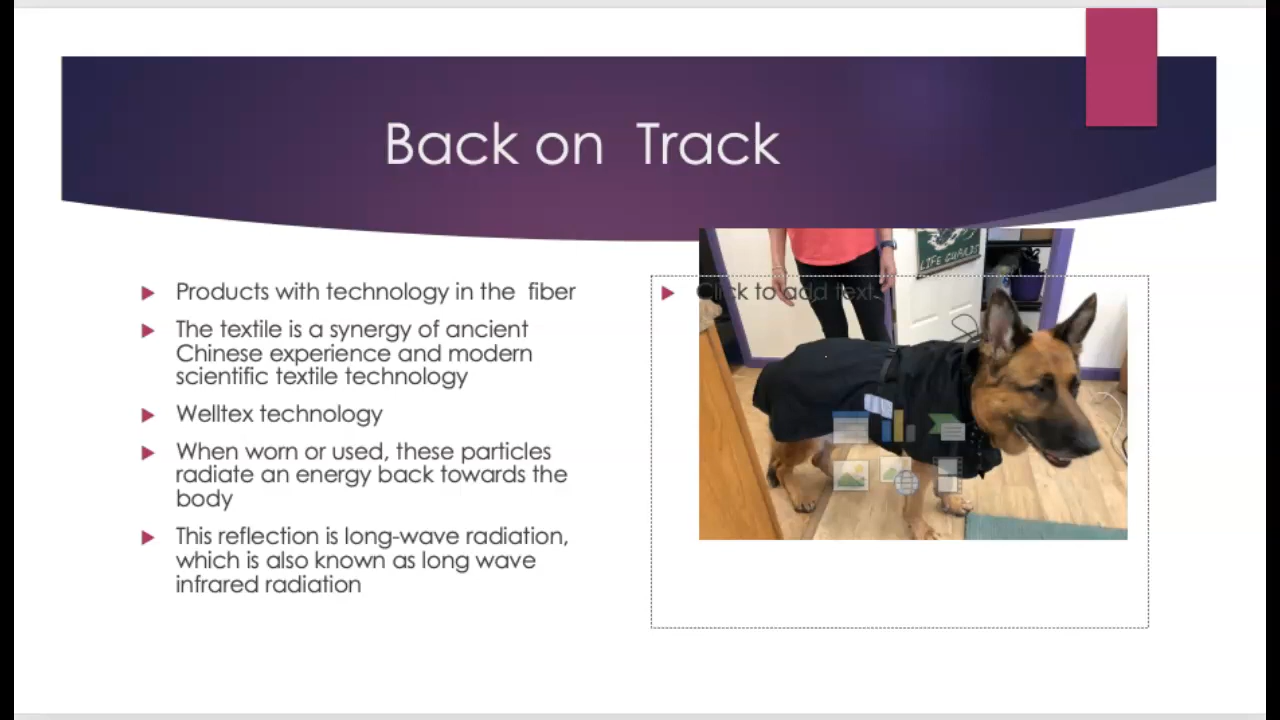 Back on  Track
Products with technology in the  fiber
The textile is a synergy of ancient
Chinese experience and modern
scientific textile technology
Welltex technology
When worn or used, these particles
radiate an energy back towards the
body
This reflection is long-wave radiation,
which is also known as long wave
infrared radiation
Click to add text
LIFE GUARDS